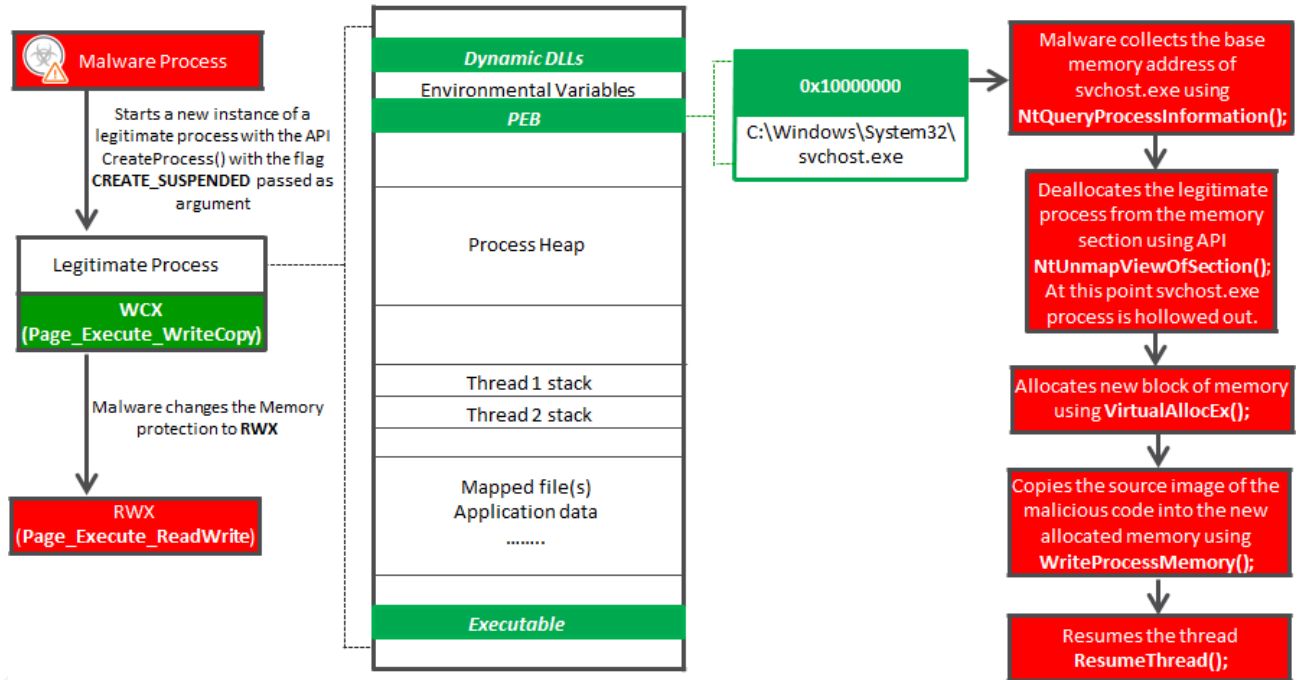 Malware Process
Starts a new instance of a
legitimate process with the API
CreateProcess() with the flag
CREATE_SUSPENDED passed as
argument
Legitimate Process
WCX
(Page_Execute_WriteCopy)
Malware changes the Memory
protection to RWX
RWX
(Page_Execute_ReadWrite)
Dynamic DLLs
Environmental Variables
PEB
Process Heap
Thread 1 stack
Thread 2 stack
Mapped file(s)
Application data
........
Executable
0x10000000
C:\Windows\System32\
svchost.exe
Malware collects the base
memory address of
svchost.exe using
NtQueryProcessInformation();
Deallocates the legitimate
process from the memory
section using API
NtUnmapViewOfSection();
At this point svchost.exe
process is hollowed out.
Allocates new block of memory
using VirtualAllocEx();
Copies the source image of the
malicious code into the new
allocated memory using
WriteProcessMemory();
Resumes the thread
ResumeThread();